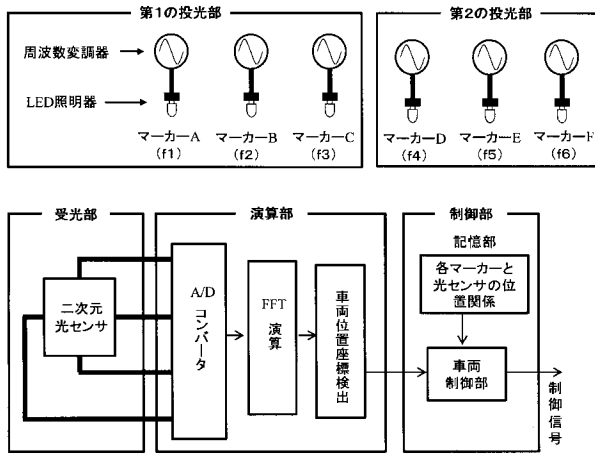 第1の投光部
第2の投光部
周波数変調器
LED照明器
マーカーA
(f1)
マーカーB
(f2)
マーカーC
(f3)
マーカーD
(f4)
マーカーE
(f5)
マーカーF
(f6)
受光部
演算部
制御部
二次元
光センサ
A/D
コンバータ
FFT
演算
車両位置座標検出
記憶部
各マーカーと
光センサの位
置関係
車両
制御部
制御信号